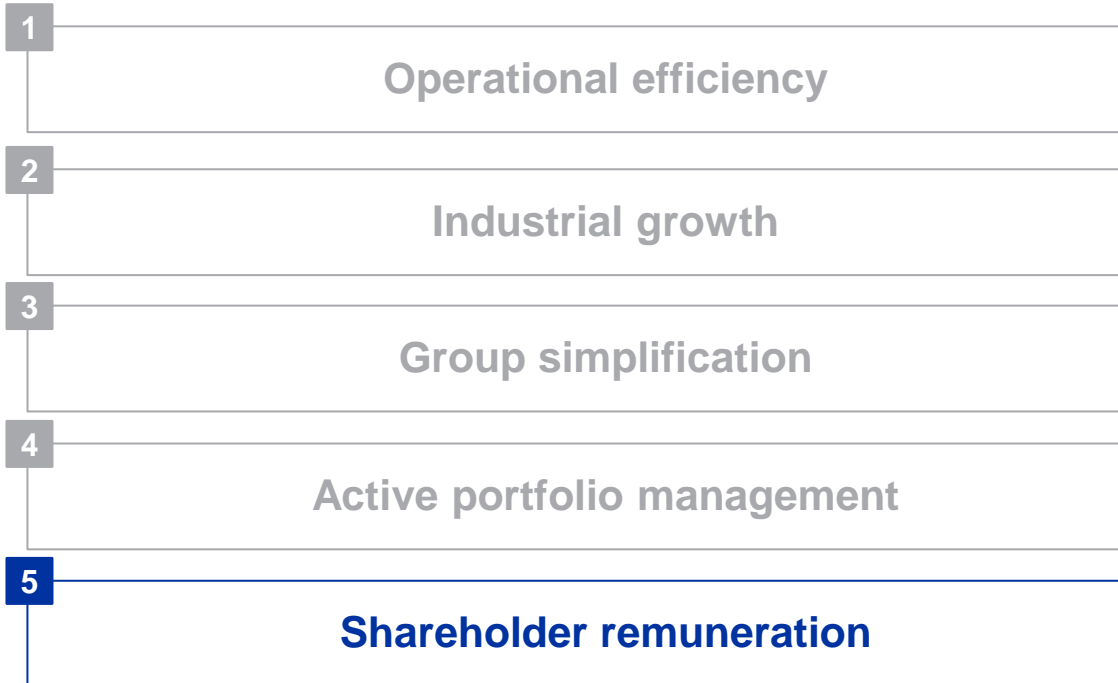 1
Operational efficiency
2
Industrial growth
3
Group simplification
4
Active portfolio management
5
Shareholder remuneration